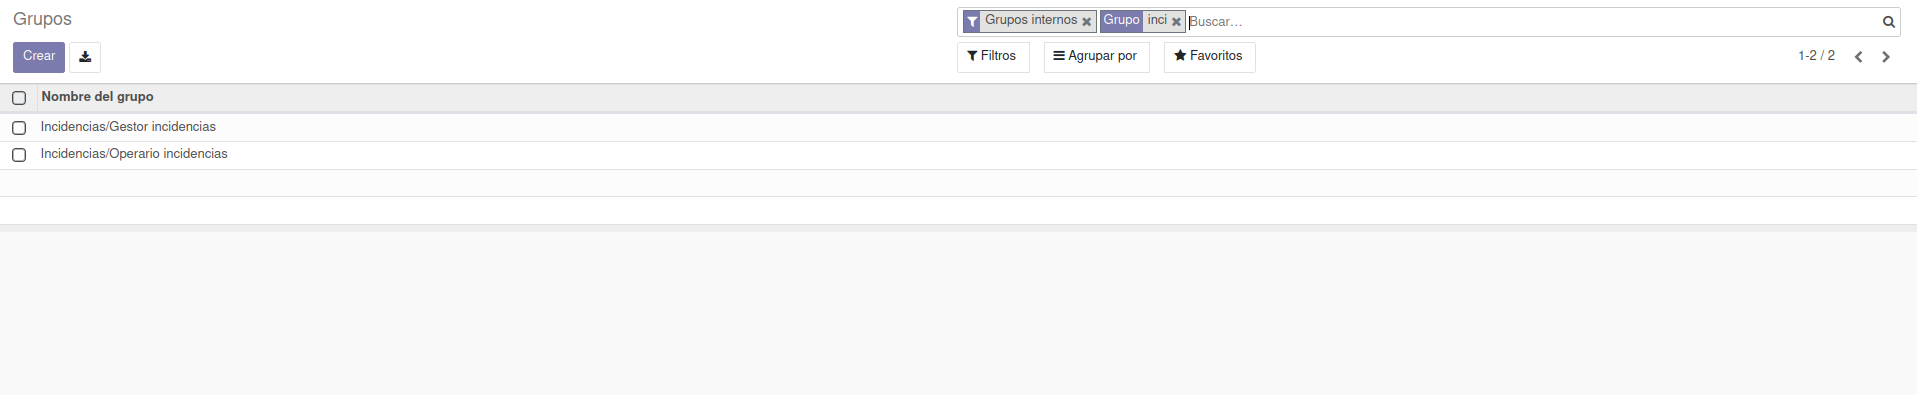 Grupos
Grupos internos Grupo inci Buscar...
Crear
Filtros Agrupar por Favoritos 1-2 / 2
Nombre del grupo
Incidencias/Gestor incidencias
Incidencias/Operario incidencias